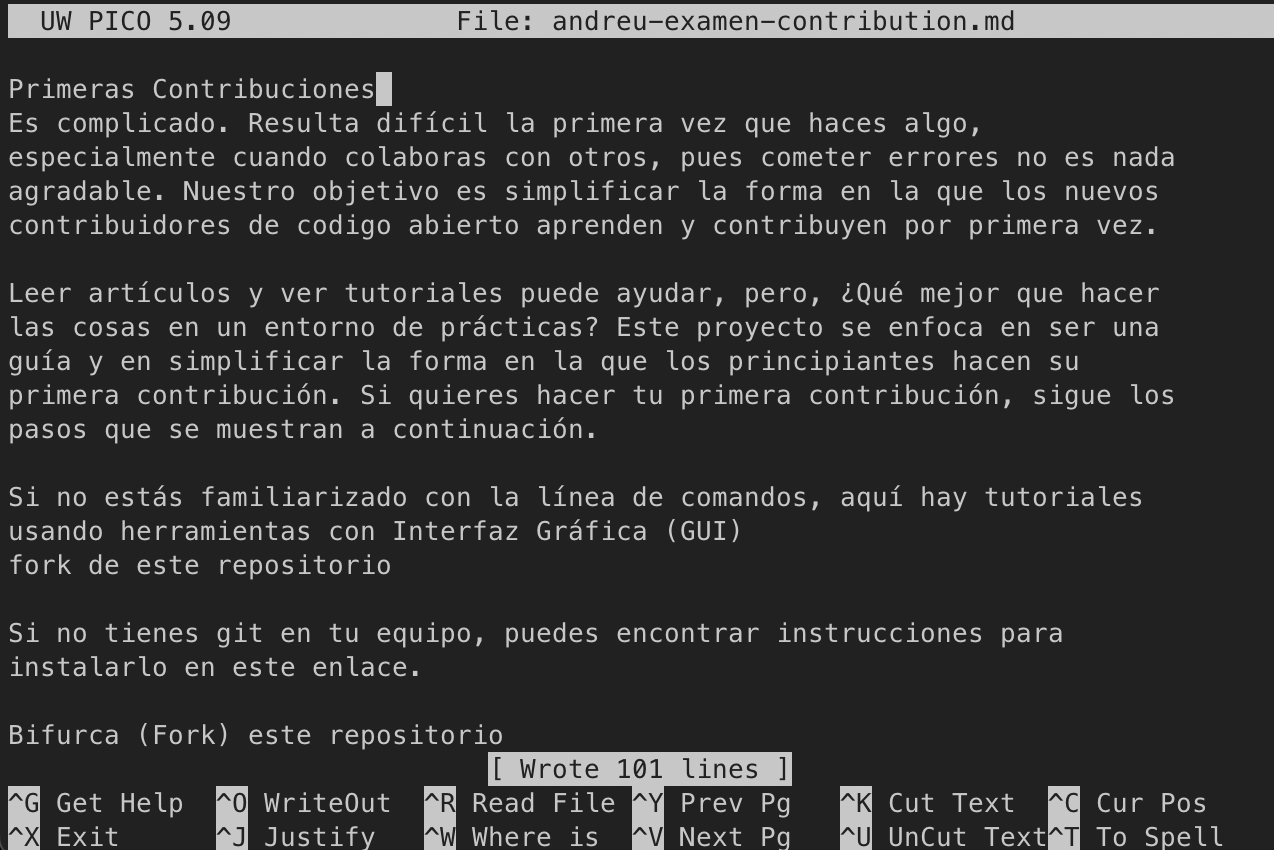 UW PICO 5.09 File: andreu-examen-contribution.md
Primeras Contribuciones
Es complicado. Resulta difícil la primera vez que haces algo,
especialmente cuando colaboras con otros, pues cometer errores no es nada
agradable. Nuestro objetivo es simplificar la forma en la que los nuevos
contribuidores de codigo abierto aprenden y contribuyen por primera vez.
Leer artículos y ver tutoriales puede ayudar, pero, ¿Qué mejor que hacer
las cosas en un entorno de prácticas? Este proyecto se enfoca en ser una
guía y en simplificar la forma en la que los principiantes hacen su
primera contribución. Si quieres hacer tu primera contribución, sigue los
pasos que se muestran a continuación.
Si no estás familiarizado con la línea de comandos, aquí hay tutoriales
usando herramientas con Interfaz Gráfica (GUI)
fork de este repositorio
Si no tienes git en tu equipo, puedes encontrar instrucciones para
instalarlo en este enlace.
Bifurca (Fork) este repositorio
[ Wrote 101 lines ]
^G Get Help ^O WriteOut ^R Read File ^Y Prev Pg ^K Cut Text ^C Cur Pos
^X Exit ^J Justify ^W Where is ^V Next Pg ^U UnCut Text ^T To Spell